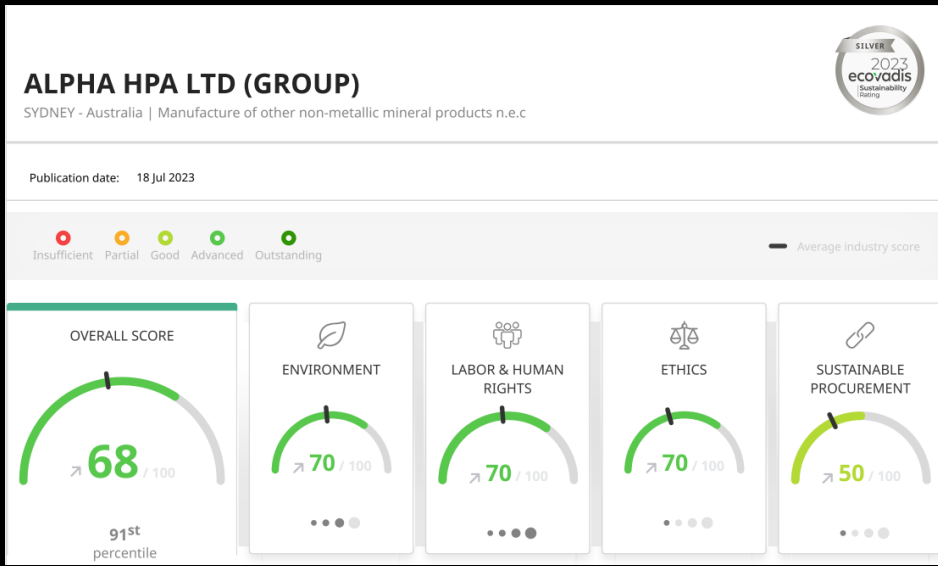 SILVER
2023
ecovadis
Sustainability
Rating
ALPHA HPA LTD (GROUP)
SYDNEY - Australia | Manufacture of other non-metallic mineral products n.e.c
Publication date: 18 Jul 2023
Insufficient Partial Good Advanced Outstanding
Average industry score
OVERALL SCORE
68 / 100
91st
percentile
ENVIRONMENT
70 / 100
LABOR & HUMAN
RIGHTS
70 / 100
ETHICS
70 / 100
SUSTAINABLE
PROCUREMENT
50 / 100